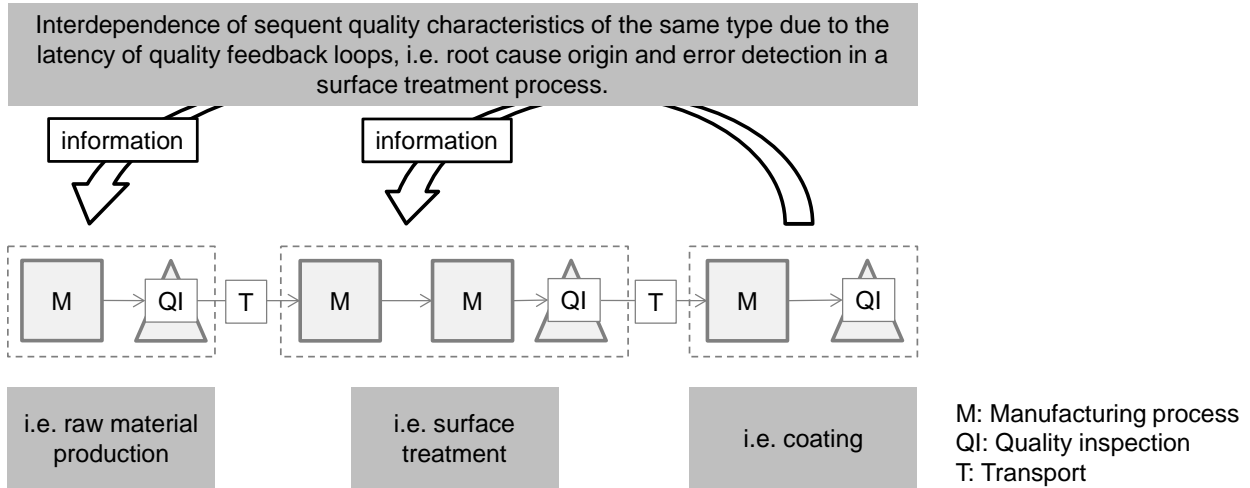 Interdependence of sequent quality characteristics of the same type due to the
latency of quality feedback loops, i.e. root cause origin and error detection in a
surface treatment process.
information
information
M
QI
T
M
M
QI
T
M
QI
i.e. raw material
production
i.e. surface
treatment
i.e. coating
M: Manufacturing process
QI: Quality inspection
T: Transport